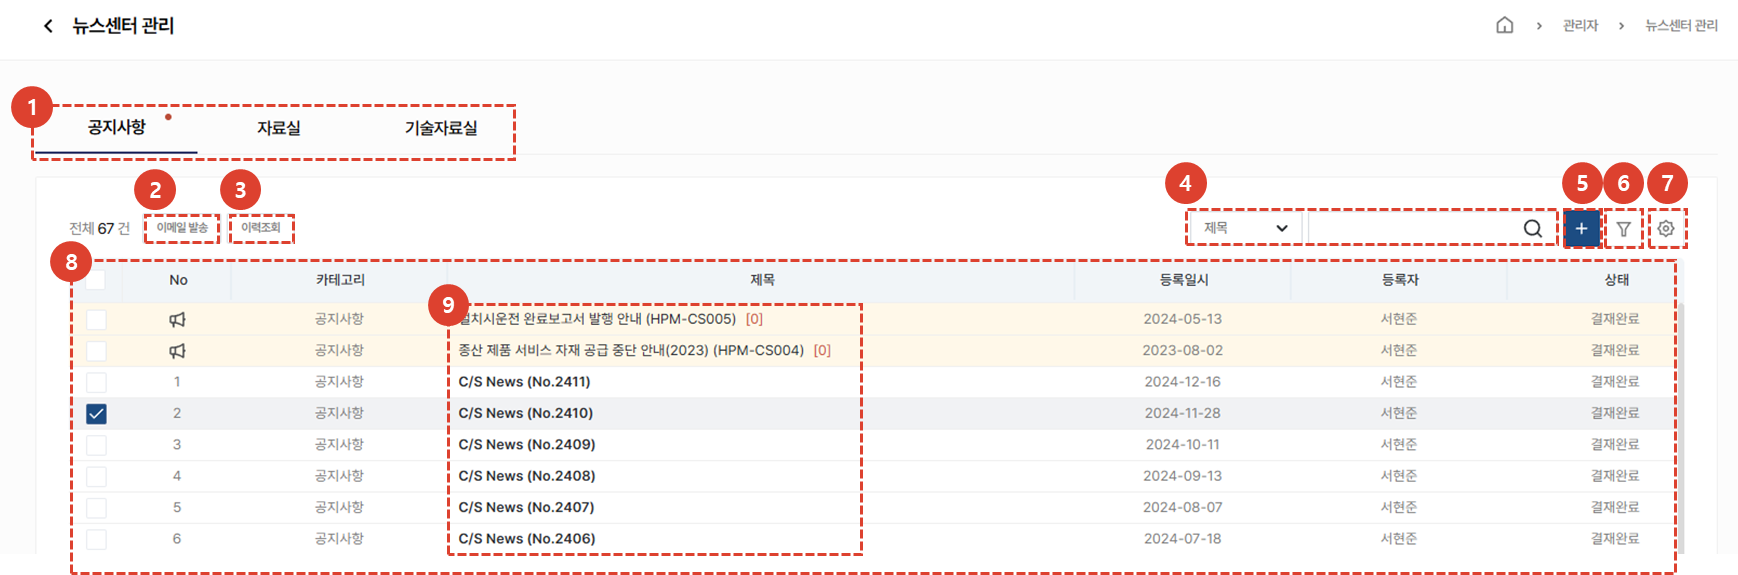 뉴스센터 관리
관리자 뉴스센터 관리
1
공지사항 자료실 기술자료실
2 3 4 5 6 7
전체 67 건 이메일 발송 이력조회 제목 +
8
No 카테고리 제목 등록일시 등록자 상태
9
공지사항 설치시운전 완료보고서 발행 안내 (HPM-CS005) [0] 2024-05-13 서현준 결재완료
공지사항 종산 제품 서비스 자재 공급 중단 안내(2023) (HPM-CS004) [0] 2023-08-02 서현준 결재완료
1 공지사항 C/S News (No.2411) 2024-12-16 서현준 결재완료
2 공지사항 C/S News (No.2410) 2024-11-28 서현준 결재완료
3 공지사항 C/S News (No.2409) 2024-10-11 서현준 결재완료
4 공지사항 C/S News (No.2408) 2024-09-13 서현준 결재완료
5 공지사항 C/S News (No.2407) 2024-08-07 서현준 결재완료
6 공지사항 C/S News (No.2406) 2024-07-18 서현준 결재완료